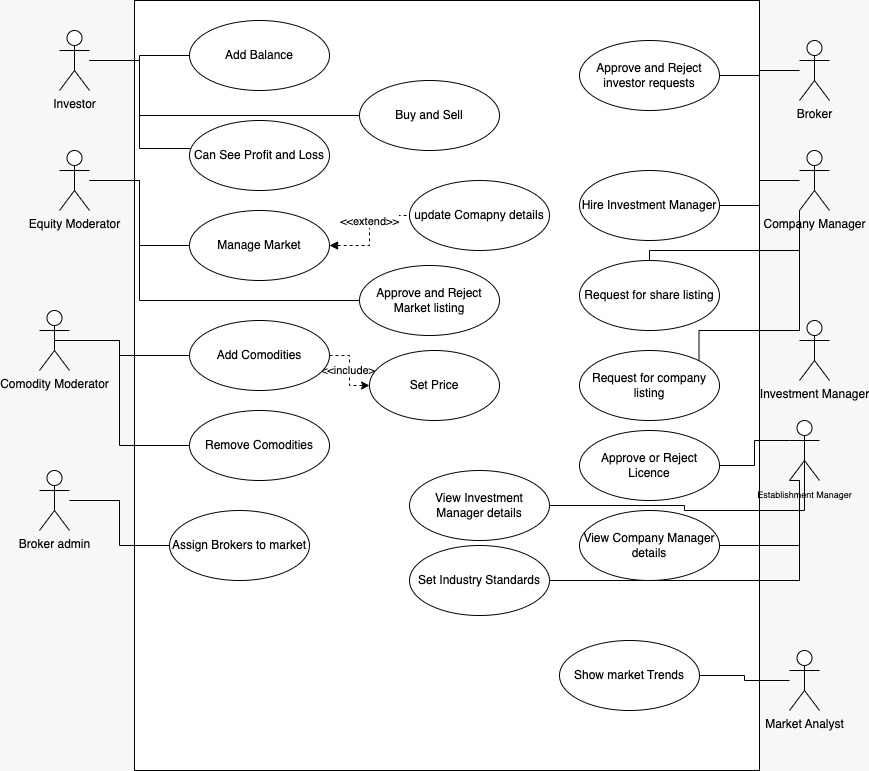 Add Balance
Investor
Approve and Reject
investor requests
Broker
Buy and Sell
Can See Profit and Loss
Equity Moderator
<<extend>>
update Comapny details
Hire Investment Manager
Company Manager
Manage Market
Approve and Reject
Market listing
Request for share listing
Add Comodities
<<include>
Comodity Moderator
Set Price
Request for company
listing
Investment Manager
Remove Comodities
Approve or Reject
Licence
Establishment Manager
View Investment
Manager details
Broker admin
Assign Brokers to market
View Company Manager
details
Set Industry Standards
Show market Trends
Market Analyst